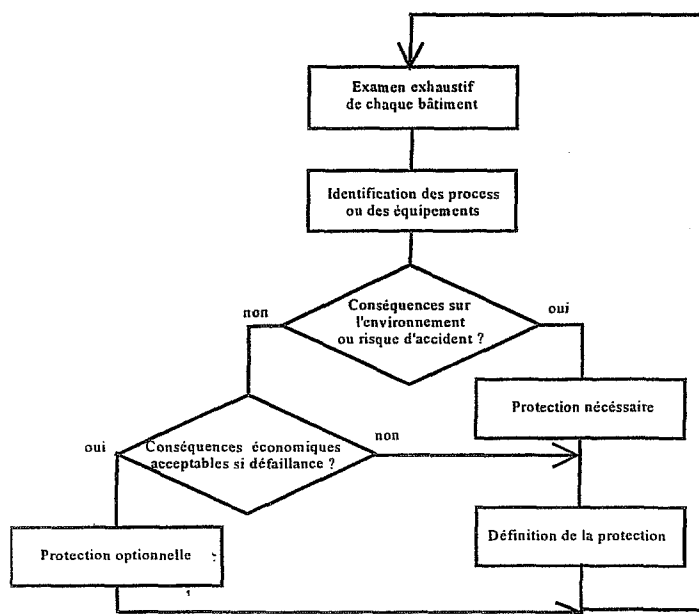 Examen exhaustif
de chaque bâtiment
Identification des process
ou des équipements
non
Conséquences sur
l'environnement
ou risque d'accident ?
oui
Protection nécéssaire
oui
Conséquences économiques
acceptables si défaillance ?
non
Protection optionnelle
Définition de la protection